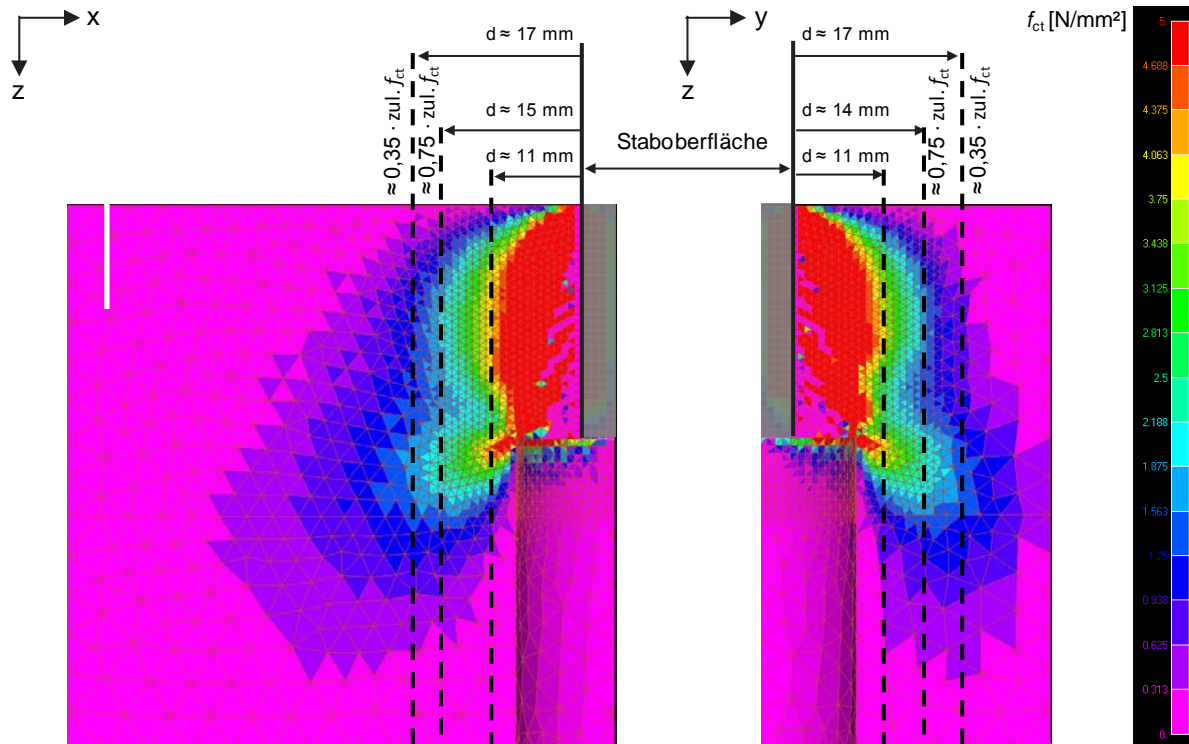 x
z
d ≈ 17 mm
d ≈ 15 mm
d ≈ 11 mm
≈ 0,35 · zul. fct
≈ 0,75 · zul. fct
Staboberfläche
y
z
d ≈ 17 mm
d ≈ 14 mm
d ≈ 11 mm
≈ 0,75 · zul. fct
≈ 0,35 · zul. fct
fct [N/mm²]
5.
4.688
4.375
4.063
3.75
3.438
3.125
2.813
2.5
2.188
1.875
1.563
1.25
0.938
0.625
0.313
0.